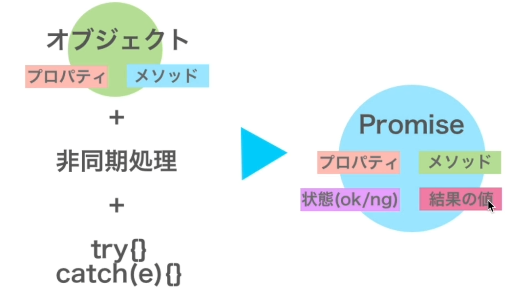 オブジェクト
プロパティ メソッド
+
非同期処理
+
try{}
catch(e){}
Promise
プロパティ メソッド
状態(ok/ng) 結果の値